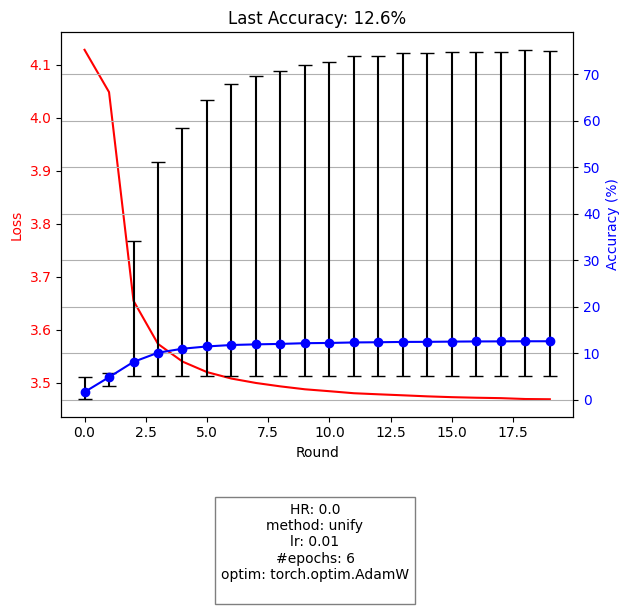 Last Accuracy: 12.6%
4.1
4.0
3.9
3.8
3.7
3.6
3.5
Loss
70
60
50
40
30
20
10
0
Accuracy (%)
0.0 2.5 5.0 7.5 10.0 12.5 15.0 17.5
Round
HR: 0.0
method: unify
lr: 0.01
#epochs: 6
optim: torch.optim.AdamW